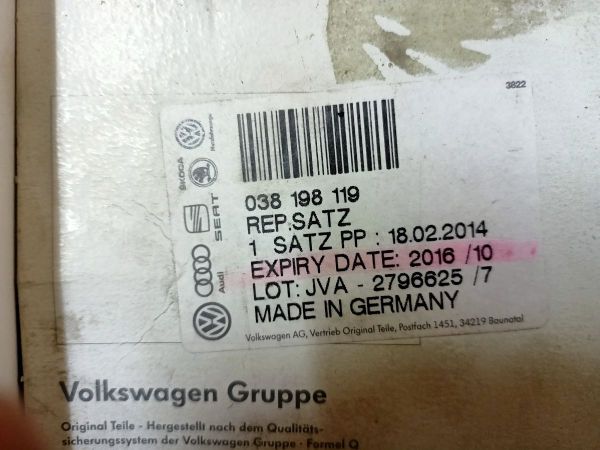 3822
038 198 119
REP.SATZ
1 SATZ PP : 18.02.2014
EXPIRY DATE: 2016 /10
LOT: JVA - 2796625 /7
MADE IN GERMANY
Volkswagen AG, Vertrieb Original Teile, Postfach 1451, 34219 Baunatal
ŠKODA
SEAT
Audi
Volkswagen Gruppe
Original Teile - Hergestellt nach dem Qualitäts-
sicherungssystem der Volkswagen Gruppe - Formel Q